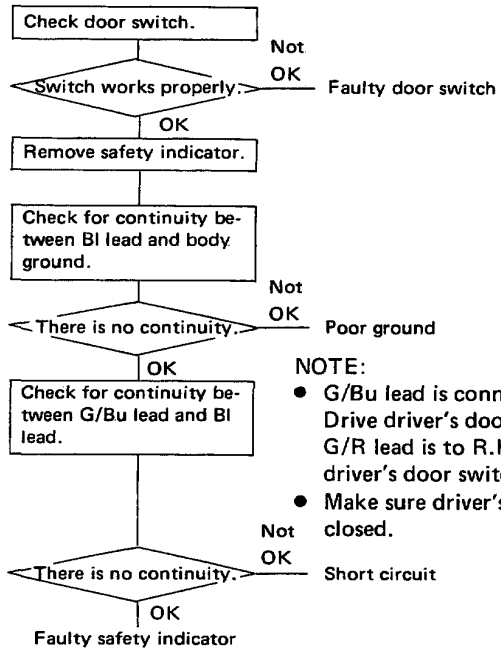 Check door switch.
Not
OK
Switch works properly.
Faulty door switch
OK
Remove safety indicator.
Check for continuity be-
tween Bl lead and body
ground.
Not
OK
There is no continuity.
Poor ground
OK
Check for continuity be-
tween G/Bu lead and Bl
lead.
NOTE:
● G/Bu lead is conn
Drive driver's doo
G/R lead is to R.H
driver's door switc
● Make sure driver's
closed.
Not
OK
There is no continuity.
Short circuit
OK
Faulty safety indicator